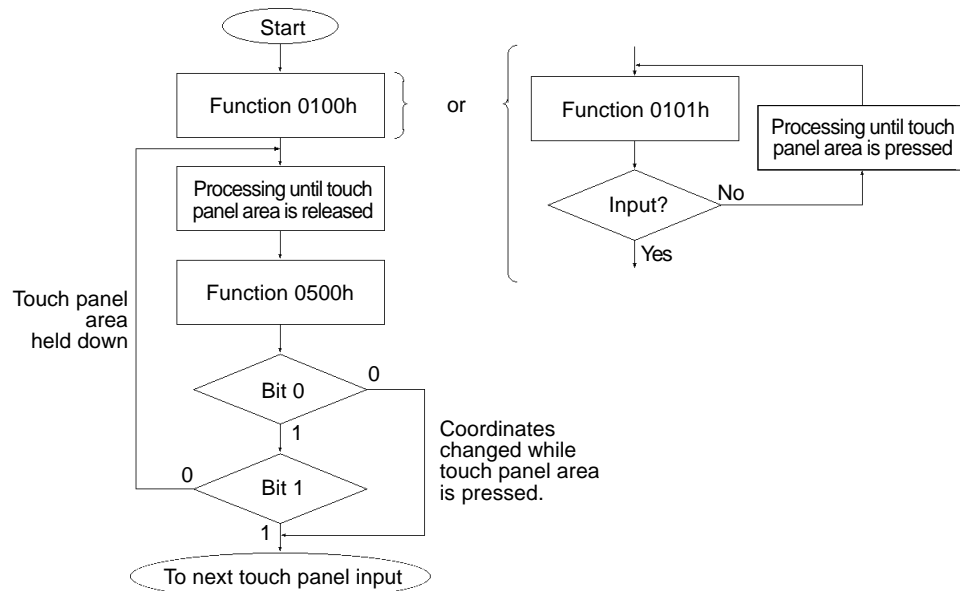 Start
Function 0100h
or
Function 0101h
Processing until touch
panel area is pressed
Input?
No
Yes
Processing until touch
panel area is released
Function 0500h
Touch panel
area
held down
Bit 0
0
1
Coordinates
changed while
touch panel area
is pressed.
Bit 1
0
1
To next touch panel input